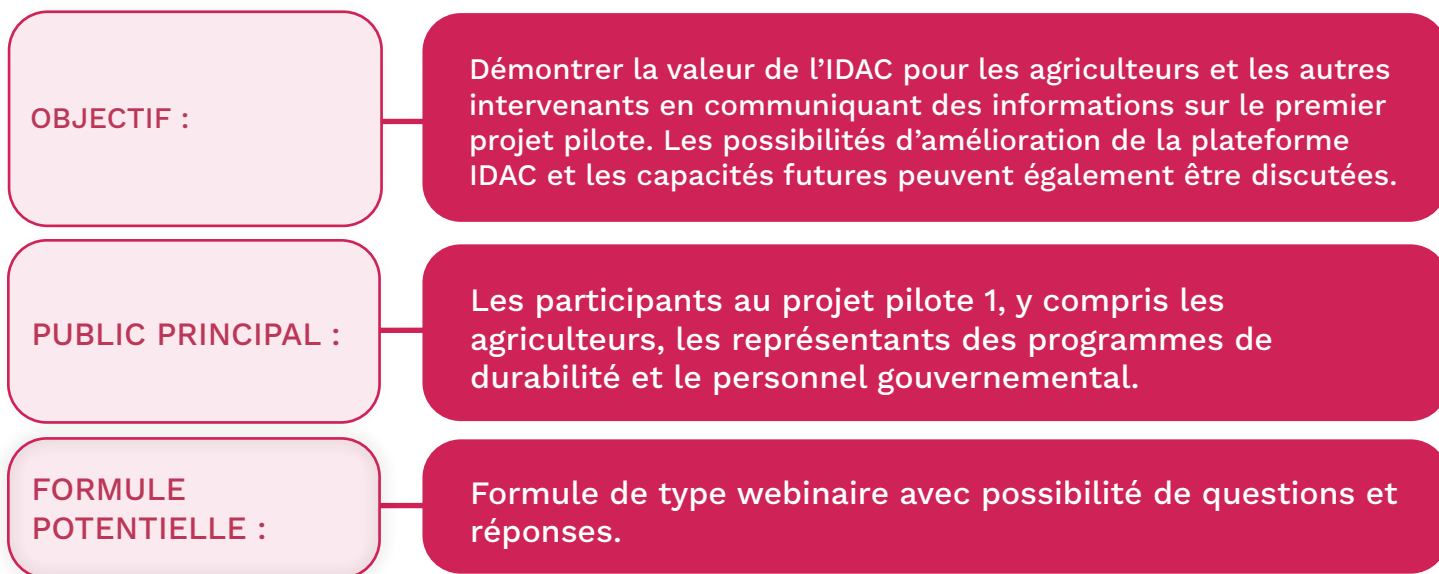 OBJECTIF :
Démontrer la valeur de l’IDAC pour les agriculteurs et les autres
intervenants en communiquant des informations sur le premier
projet pilote. Les possibilités d’amélioration de la plateforme
IDAC et les capacités futures peuvent également être discutées.
PUBLIC PRINCIPAL :
Les participants au projet pilote 1, y compris les
agriculteurs, les représentants des programmes de
durabilité et le personnel gouvernemental.
FORMULE
POTENTIELLE :
Formule de type webinaire avec possibilité de questions et
réponses.